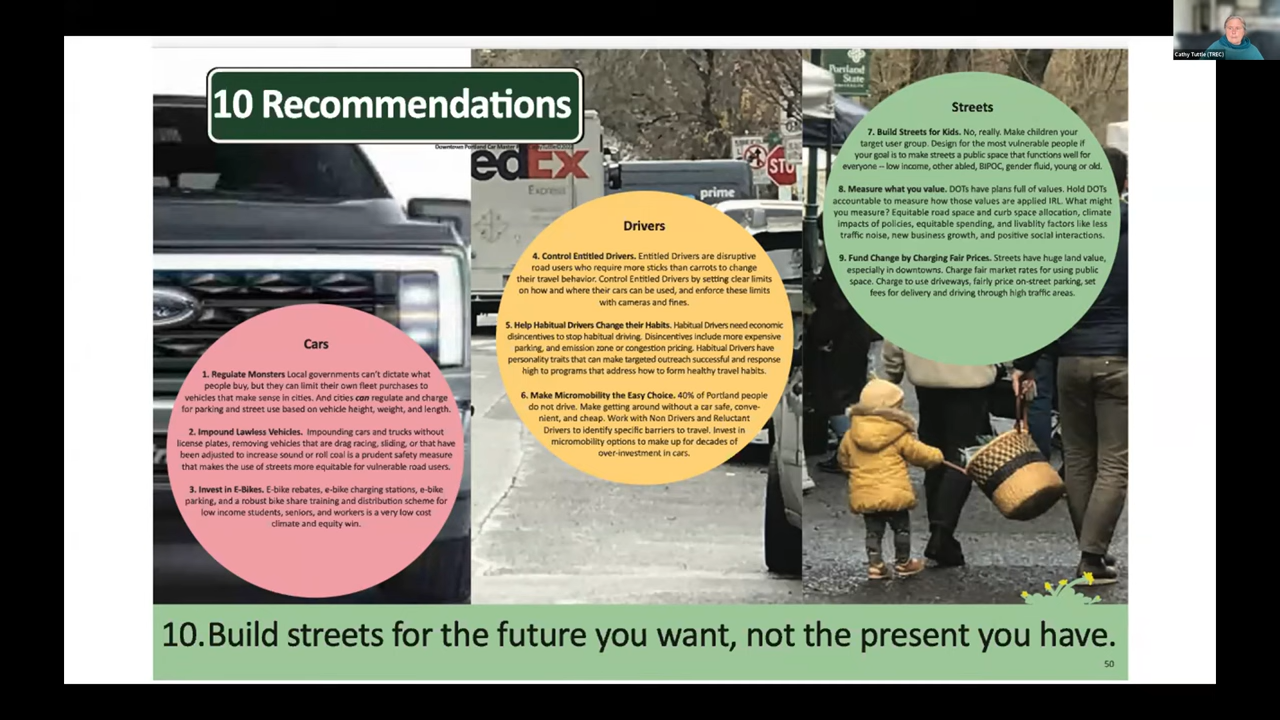 Cathy Tuttle (TREC)
10 Recommendations
edEx
Express
prime
STO
Portland
State
Cars
1. Regulate Monsters Local governments can't dictate what
people buy, but they can limit their own fleet purchases to
vehicles that make sense in cities. And cities can regulate and charge
for parking and street use based on vehicle height, weight, and length.
2. Impound Lawless Vehicles. Impounding cars and trucks without
license plates, removing vehicles that are drag racing, sliding, or that have
been adjusted to increase sound or roll coal is a prudent safety measure
that makes the use of streets more equitable for vulnerable road users.
3. Invest in E-Bikes. E-bike rebates, e-bike charging stations, e-bike
parking, and a robust bike share training and distribution scheme for
low income students, seniors, and workers is a very low cost
climate and equity win.
Drivers
4. Control Entitled Drivers. Entitled Drivers are disruptive
road users who require more sticks than carrots to change
their travel behavior. Control Entitled Drivers by setting clear limits
on how and where their cars can be used, and enforce these limits
with cameras and fines.
5. Help Habitual Drivers Change their Habits. Habitual Drivers need economic
disincentives to stop habitual driving. Disincentives include more expensive
parking, and emission zone or congestion pricing. Habitual Drivers have
personality traits that can make targeted outreach successful and response
high to programs that address how to form healthy travel habits.
6. Make Micromobility the Easy Choice. 40% of Portland people
do not drive. Make getting around without a car safe, conve-
nient, and cheap. Work with Non Drivers and Reluctant
Drivers to identify specific barriers to travel. Invest in
micromobility options to make up for decades of
over-investment in cars.
Streets
7. Build Streets for Kids. No, really. Make children your
target user group. Design for the most vulnerable people if
your goal is to make streets a public space that functions well for
everyone – low income, other abled, BIPOC, gender fluid, young or old.
8. Measure what you value. DOTs have plans full of values. Hold DOTs
accountable to measure how those values are applied IRL. What might
you measure? Equitable road space and curb space allocation, climate
impacts of policies, equitable spending, and livablity factors like less
traffic noise, new business growth, and positive social interactions.
9. Fund Change by Charging Fair Prices. Streets have huge land value,
especially in downtowns. Charge fair market rates for using public
space. Charge to use driveways, fairly price on-street parking, set
fees for delivery and driving through high traffic areas.
10. Build streets for the future you want, not the present you have.
50